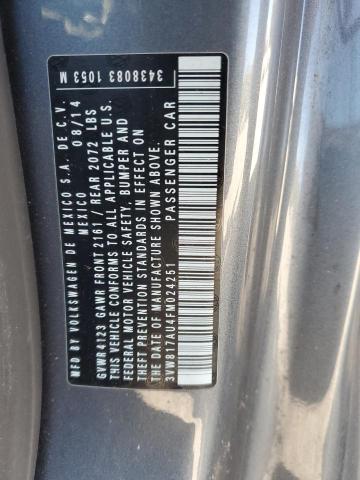 MFD BY VOLKSWAGEN DE MEXICO S.A. DE C.V.
MEXICO 08/14
GVWR4123 GAWR FRONT 2161/ REAR 2072 LBS
THIS VEHICLE CONFORMS TO ALL APPLICABLE U.S.
FEDERAL MOTOR VEHICLE SAFETY, BUMPER AND
THEFT PREVENTION STANDARDS IN EFFECT ON
THE DATE OF MANUFACTURE SHOWN ABOVE.
3VW817AU4FM024251 PASSENGER CAR
3438083 1053 M